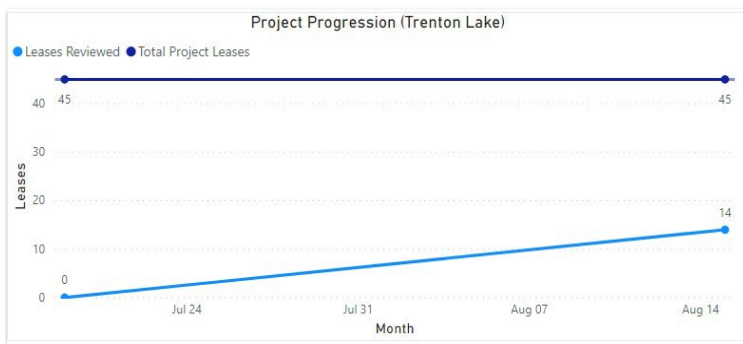 Project Progression (Trenton Lake)
Leases Reviewed Total Project Leases
40
45
45
30
Leases
20
14
10
0
0
Jul 24 Jul 31 Aug 07 Aug 14
Month